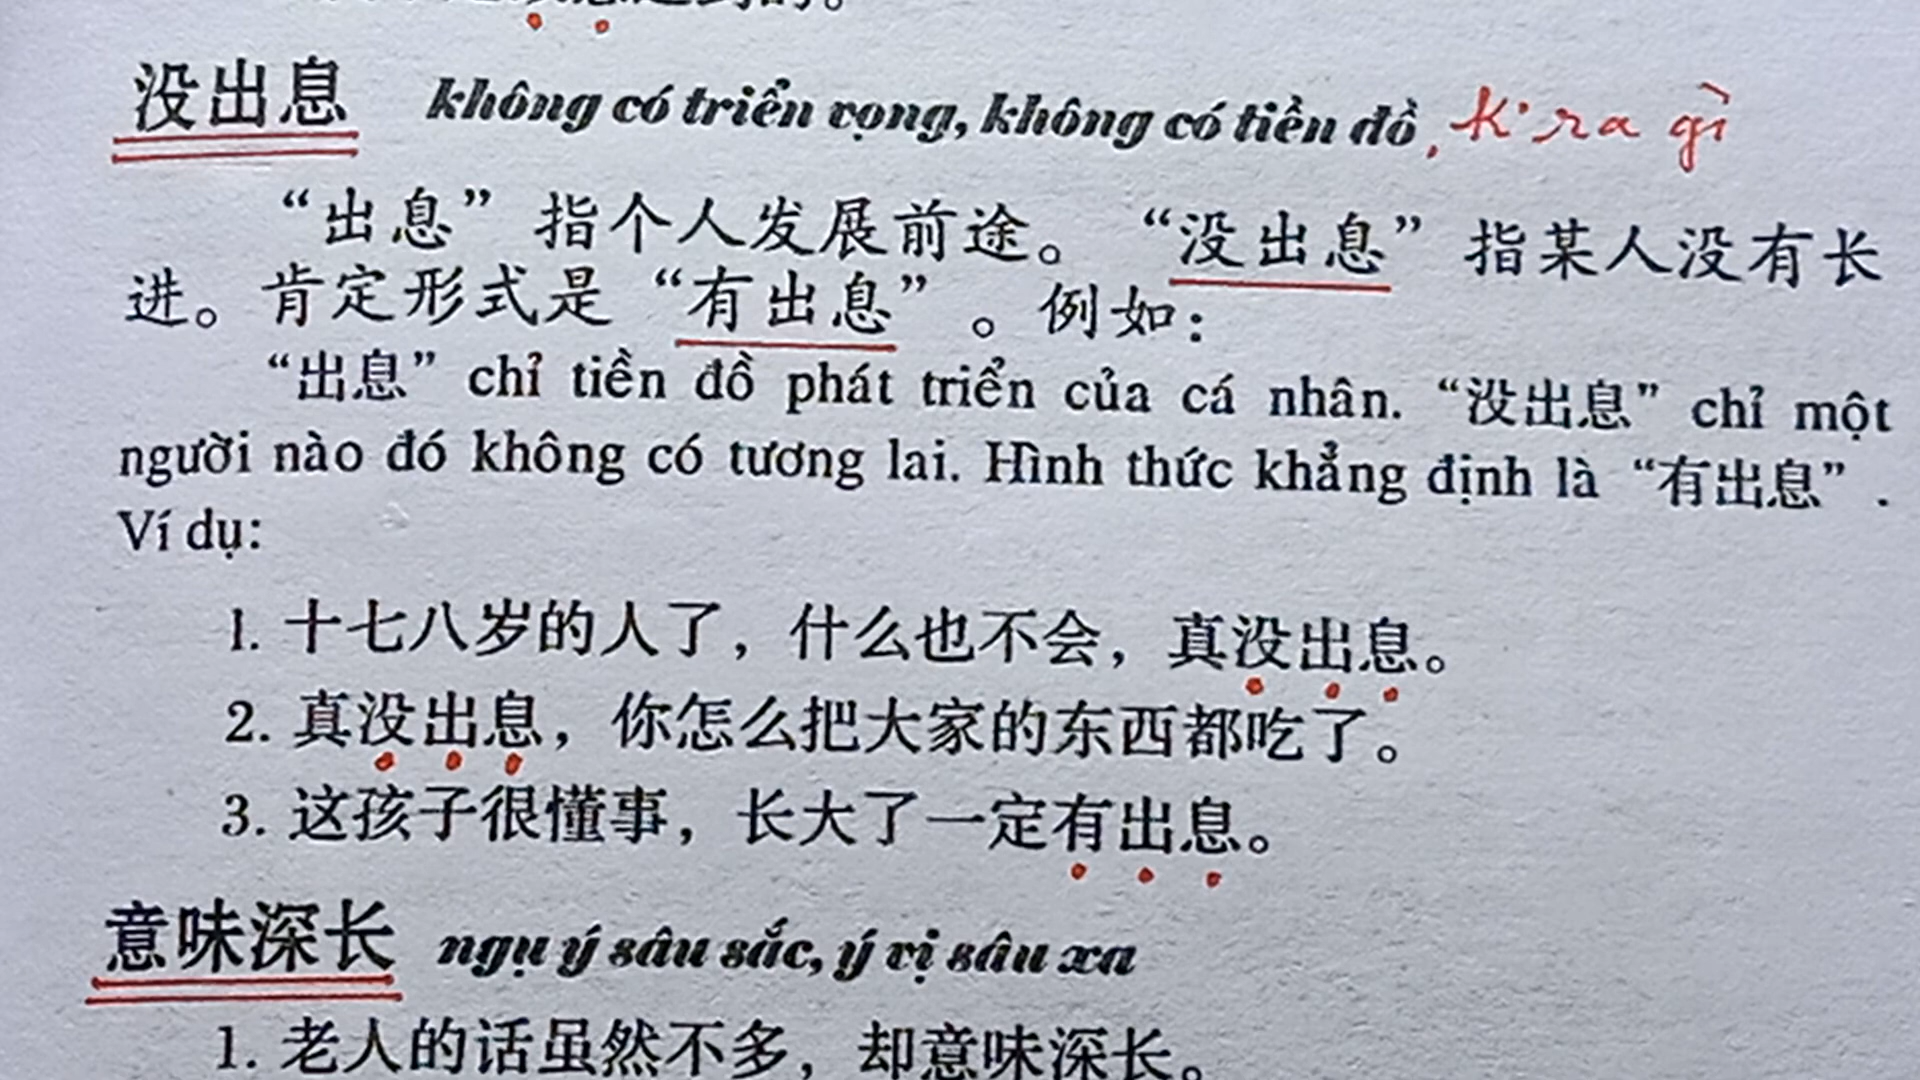 没出息 không có triển vọng, không có tiền đồ, k' ra gì
“出息”指个人发展前途。“没出息”指某人没有长
进。肯定形式是“有出息”。例如：
“出息” chỉ tiền đồ phát triển của cá nhân. “没出息” chỉ một
người nào đó không có tương lai. Hình thức khẳng định là “有出息”.
Ví dụ:
1. 十七八岁的人了，什么也不会，真没出息。
2. 真没出息，你怎么把大家的东西都吃了。
3. 这孩子很懂事，长大了一定有出息。
意味深长 ngụ ý sâu sắc, ý vị sâu xa
1. 老人的话虽然不多，却意味深长。